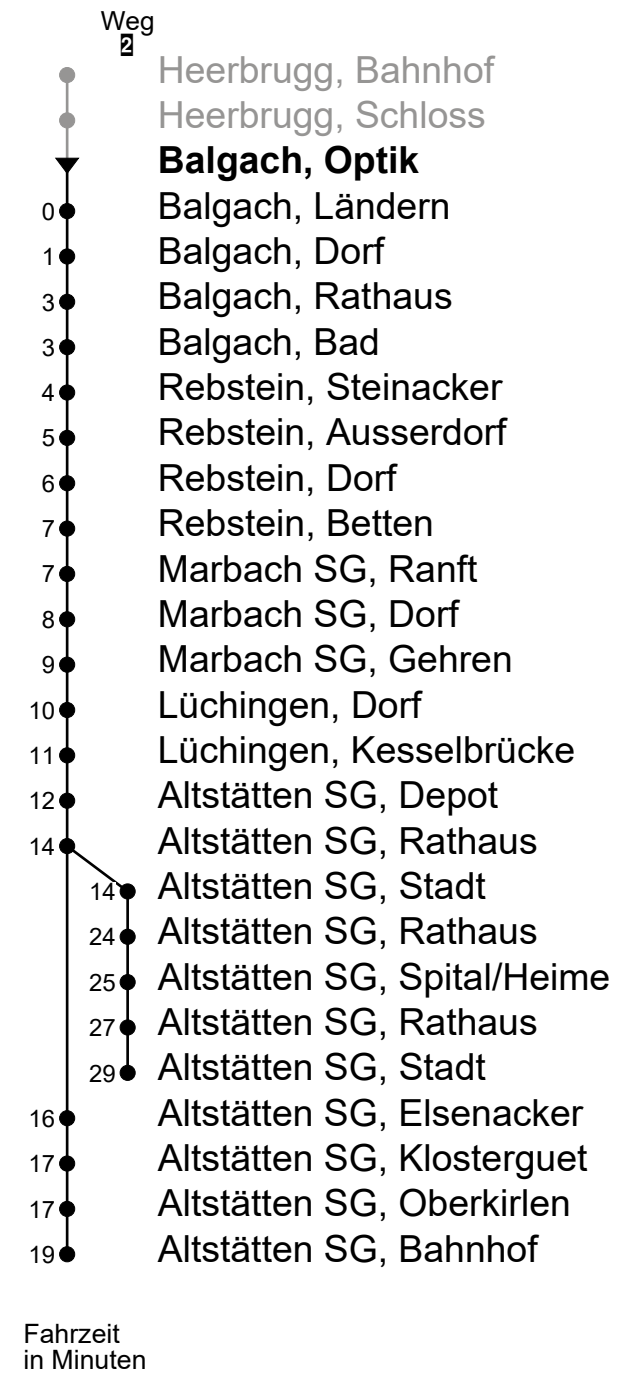 Weg
2
Heerbrugg, Bahnhof
Heerbrugg, Schloss
Balgach, Optik
0 Balgach, Ländern
1 Balgach, Dorf
3 Balgach, Rathaus
3 Balgach, Bad
4 Rebstein, Steinacker
5 Rebstein, Ausserdorf
6 Rebstein, Dorf
7 Rebstein, Betten
7 Marbach SG, Ranft
8 Marbach SG, Dorf
9 Marbach SG, Gehren
10 Lüchingen, Dorf
11 Lüchingen, Kesselbrücke
12 Altstätten SG, Depot
14 Altstätten SG, Rathaus
14 Altstätten SG, Stadt
24 Altstätten SG, Rathaus
25 Altstätten SG, Spital/Heime
27 Altstätten SG, Rathaus
29 Altstätten SG, Stadt
16 Altstätten SG, Elsenacker
17 Altstätten SG, Klosterguet
17 Altstätten SG, Oberkirlen
19 Altstätten SG, Bahnhof
Fahrzeit
in Minuten